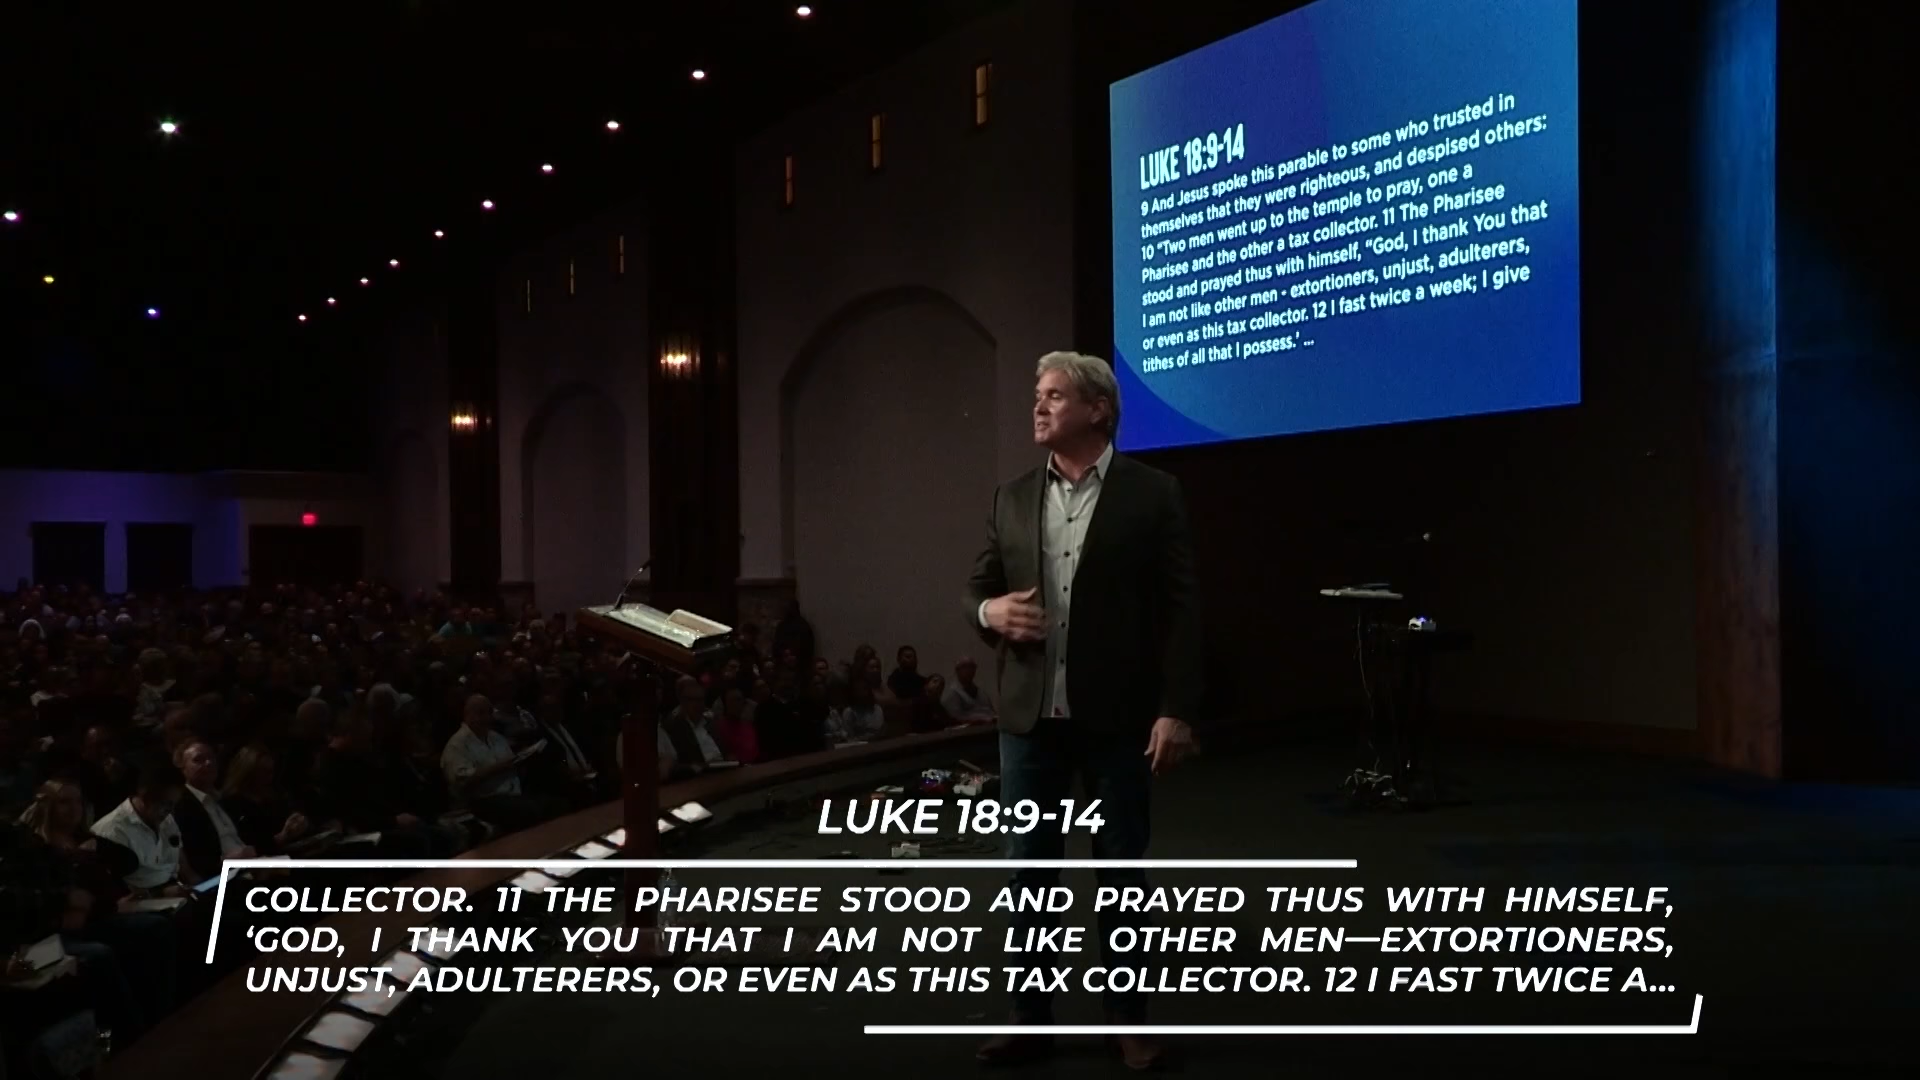 LUKE 18:9-14
9 And Jesus spoke this parable to some who trusted in
themselves that they were righteous, and despised others:
10 “Two men went up to the temple to pray, one a
Pharisee and the other a tax collector. 11 The Pharisee
stood and prayed thus with himself, “God, I thank You that
I am not like other men - extortioners, unjust, adulterers,
or even as this tax collector. 12 I fast twice a week; I give
tithes of all that I possess.’ ...
LUKE 18:9-14
COLLECTOR. 11 THE PHARISEE STOOD AND PRAYED THUS WITH HIMSELF,
‘GOD, I THANK YOU THAT I AM NOT LIKE OTHER MEN—EXTORTIONERS,
UNJUST, ADULTERERS, OR EVEN AS THIS TAX COLLECTOR. 12 I FAST TWICE A...